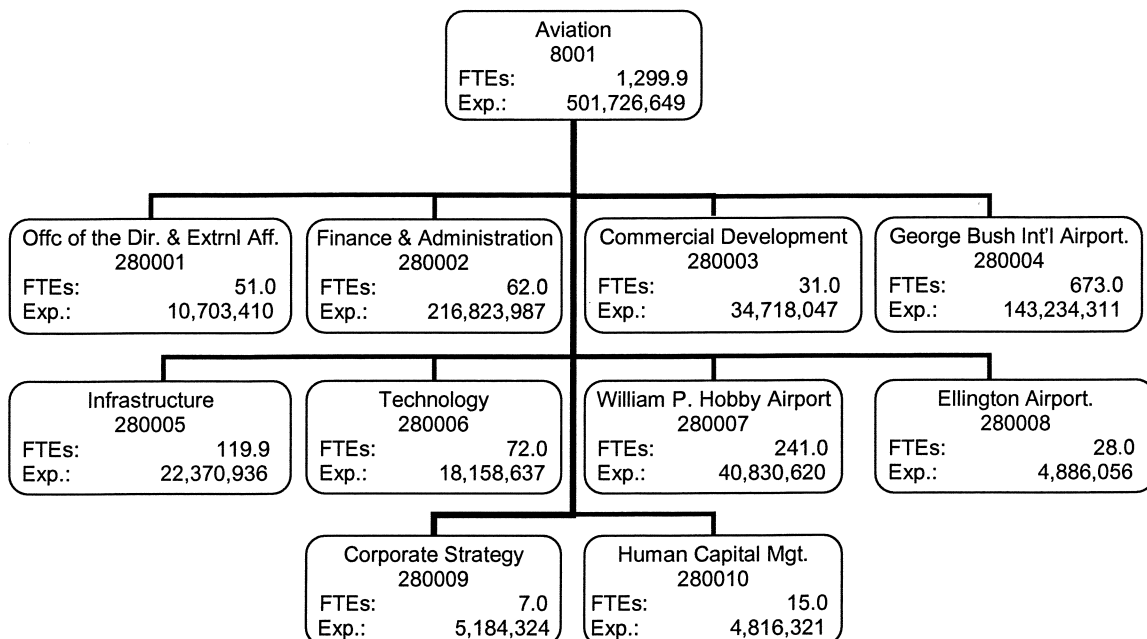 Aviation
8001
FTEs: 1,299.9
Exp.: 501,726,649
Offc of the Dir. & Extrnl Aff.
280001
FTEs: 51.0
Exp.: 10,703,410
Finance & Administration
280002
FTEs: 62.0
Exp.: 216,823,987
Commercial Development
280003
FTEs: 31.0
Exp.: 34,718,047
George Bush Int'l Airport.
280004
FTEs: 673.0
Exp.: 143,234,311
Infrastructure
280005
FTEs: 119.9
Exp.: 22,370,936
Technology
280006
FTEs: 72.0
Exp.: 18,158,637
William P. Hobby Airport
280007
FTEs: 241.0
Exp.: 40,830,620
Ellington Airport.
280008
FTEs: 28.0
Exp.: 4,886,056
Corporate Strategy
280009
FTEs: 7.0
Exp.: 5,184,324
Human Capital Mgt.
280010
FTEs: 15.0
Exp.: 4,816,321